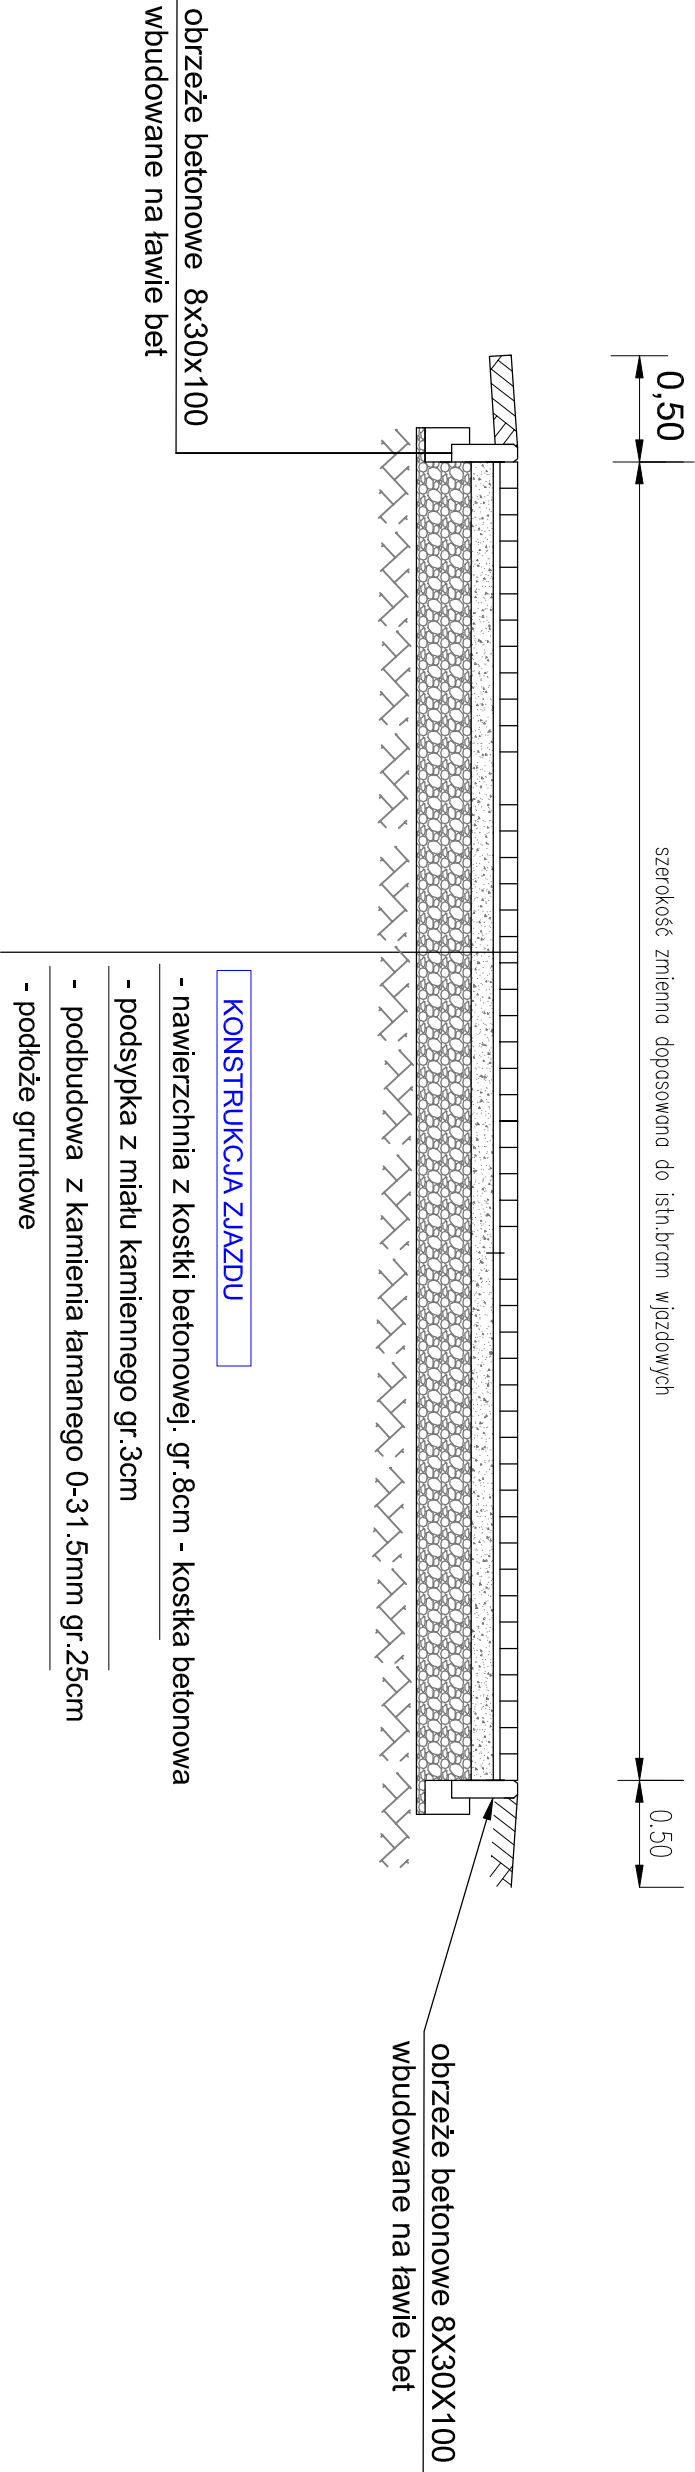 0,50
szerokość zmienna dopasowana do istn.bram wjazdowych
0.50
obrzeże betonowe 8x30x100
wbudowane na ławie bet
obrzeże betonowe 8X30X100
wbudowane na ławie bet
KONSTRUKCJA ZJAZDU
- nawierzchnia z kostki betonowej. gr.8cm - kostka betonowa
- podsypka z miału kamiennego gr.3cm
- podbudowa z kamienia łamanego 0-31.5mm gr.25cm
- podłoże gruntowe